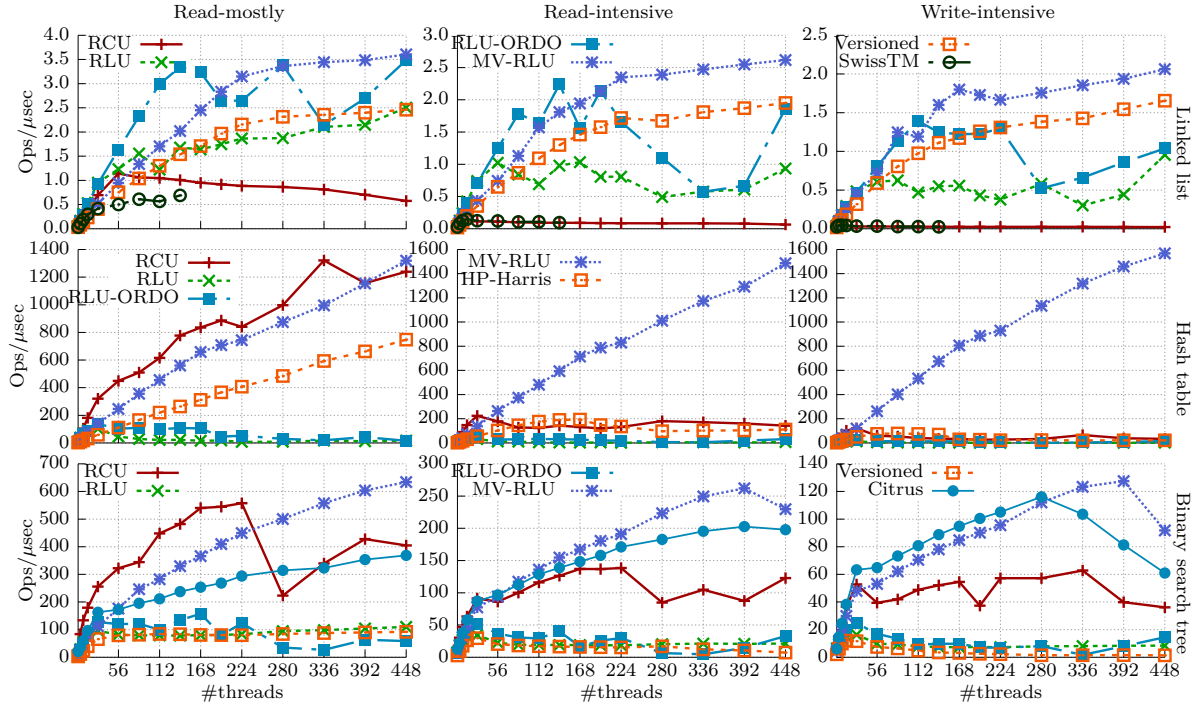 Read-mostly
Read-intensive
Write-intensive
4.0
3.5
3.0
2.5
2.0
1.5
1.0
0.5
0.0
Ops/μsec
RCU
RLU
3.0
2.5
2.0
1.5
1.0
0.5
0.0
RLU-ORDO
MV-RLU
2.5
2.0
1.5
1.0
0.5
0.0
Versioned
SwissTM
Linked list
1400
1200
1000
800
600
400
200
0
Ops/μsec
RCU
RLU
RLU-ORDO
1600
1400
1200
1000
800
600
400
200
0
MV-RLU
HP-Harris
1600
1400
1200
1000
800
600
400
200
0
Hash table
700
600
500
400
300
200
100
0
Ops/μsec
RCU
RLU
56 112 168 224 280 336 392 448
#threads
300
250
200
150
100
50
0
RLU-ORDO
MV-RLU
56 112 168 224 280 336 392 448
#threads
140
120
100
80
60
40
20
0
Versioned
Citrus
56 112 168 224 280 336 392 448
#threads
Binary search tree